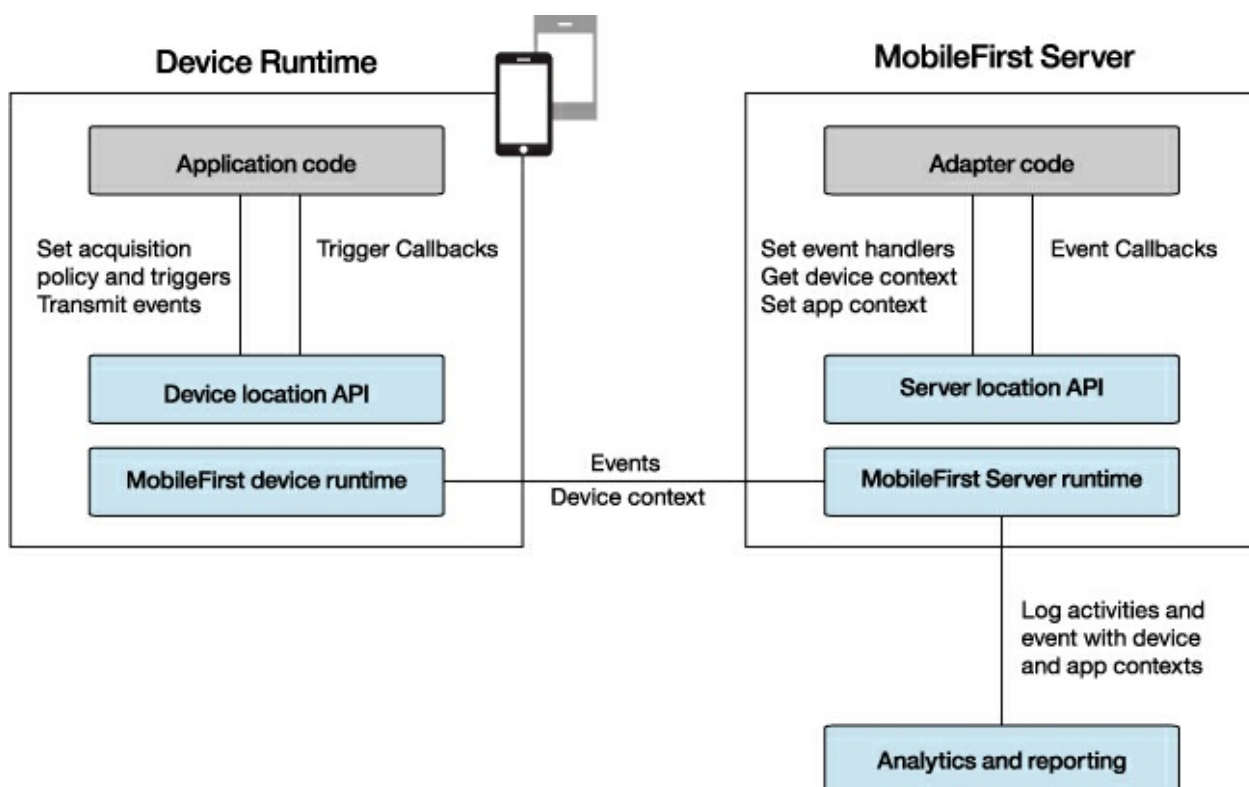 Device Runtime
MobileFirst Server
Application code
Adapter code
Set acquisition
policy and triggers
Transmit events
Trigger Callbacks
Set event handlers
Get device context
Set app context
Event Callbacks
Device location API
Server location API
MobileFirst device runtime
Events
Device context
MobileFirst Server runtime
Log activities and
event with device
and app contexts
Analytics and reporting